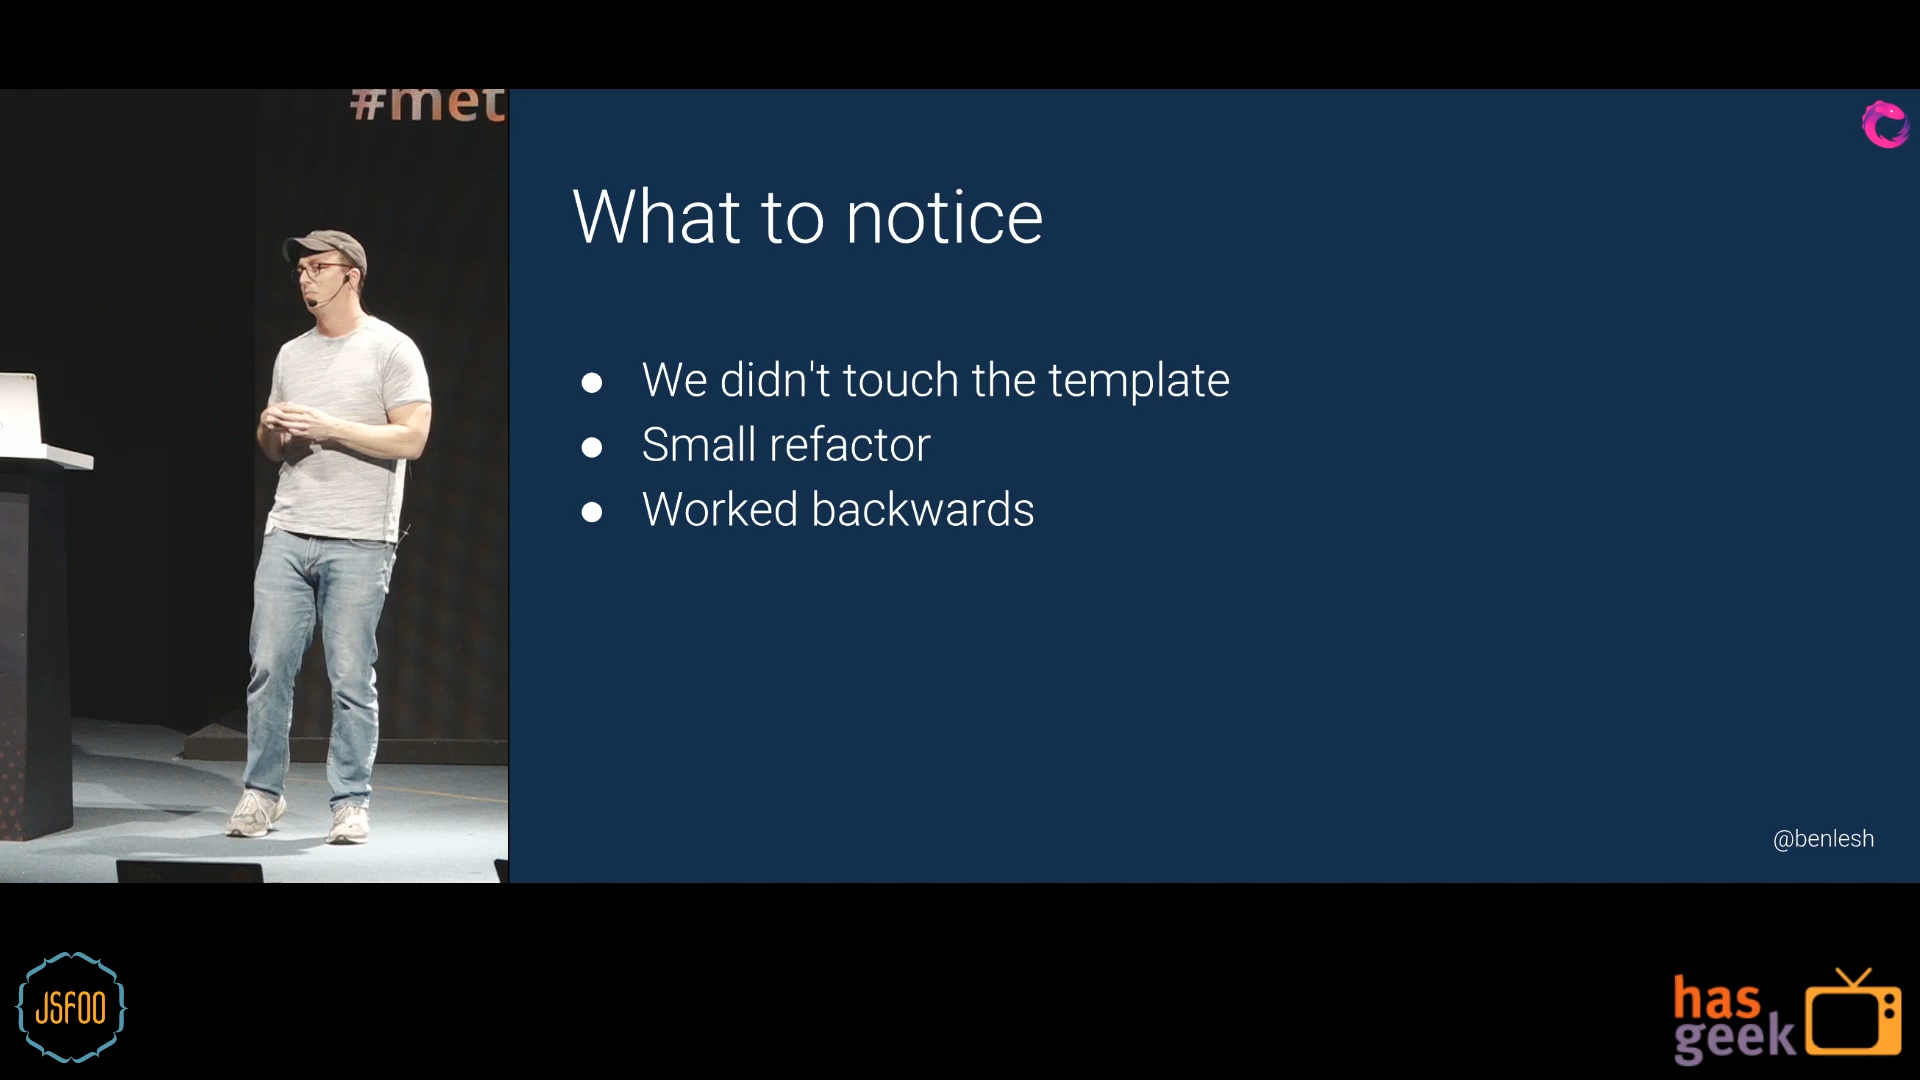 #met
What to notice
● We didn't touch the template
● Small refactor
● Worked backwards
@benlesh
JSFOO
has
geek